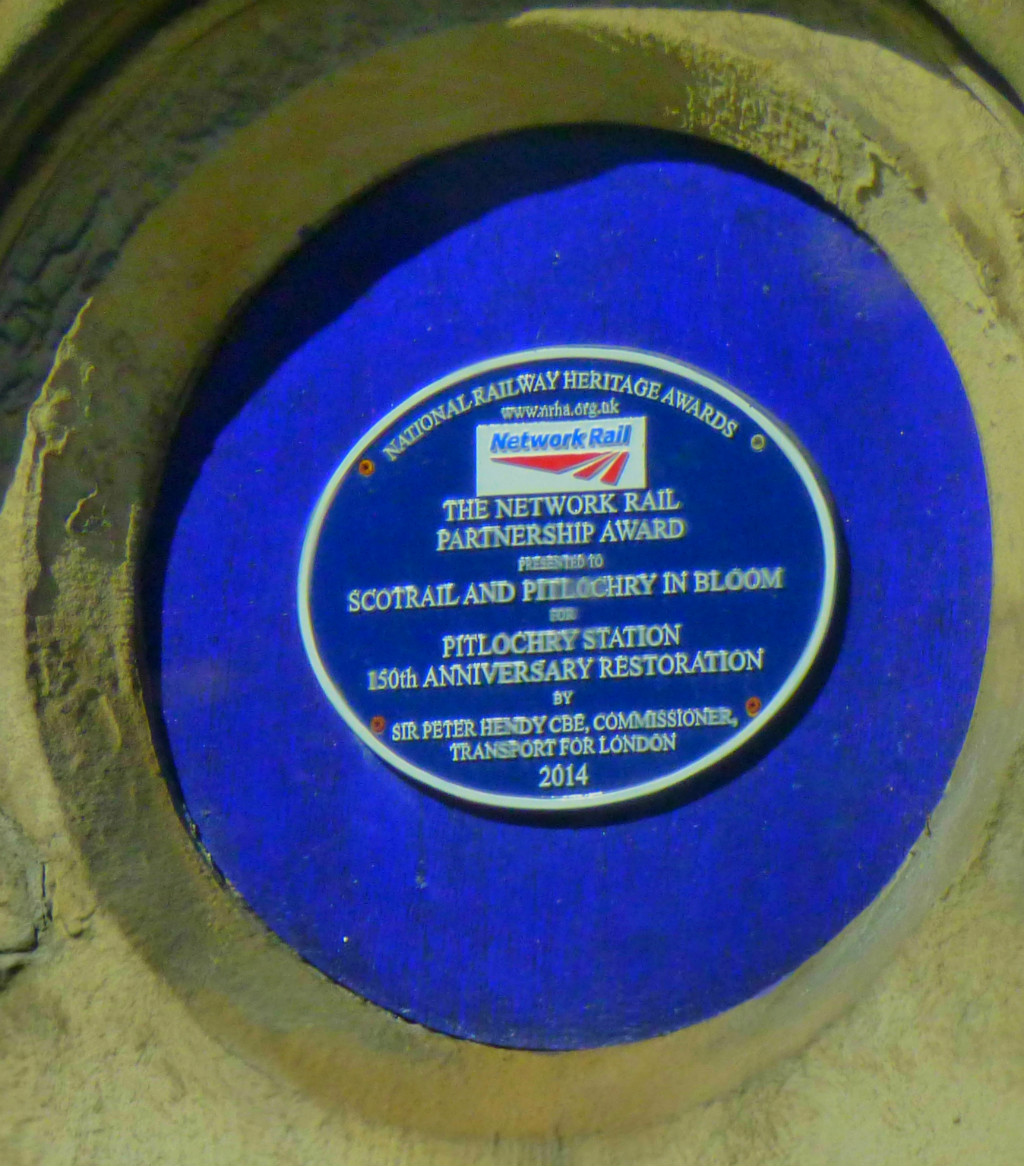 NATIONAL RAILWAY HERITAGE AWARDS
www.nrha.org.uk
Network Rail
THE NETWORK RAIL
PARTNERSHIP AWARD
PRESENTED TO
SCOTRAIL AND PITLOCHRY IN BLOOM
FOR
PITLOCHRY STATION
150th ANNIVERSARY RESTORATION
BY
SIR PETER HENDY CBE, COMMISSIONER,
TRANSPORT FOR LONDON
2014